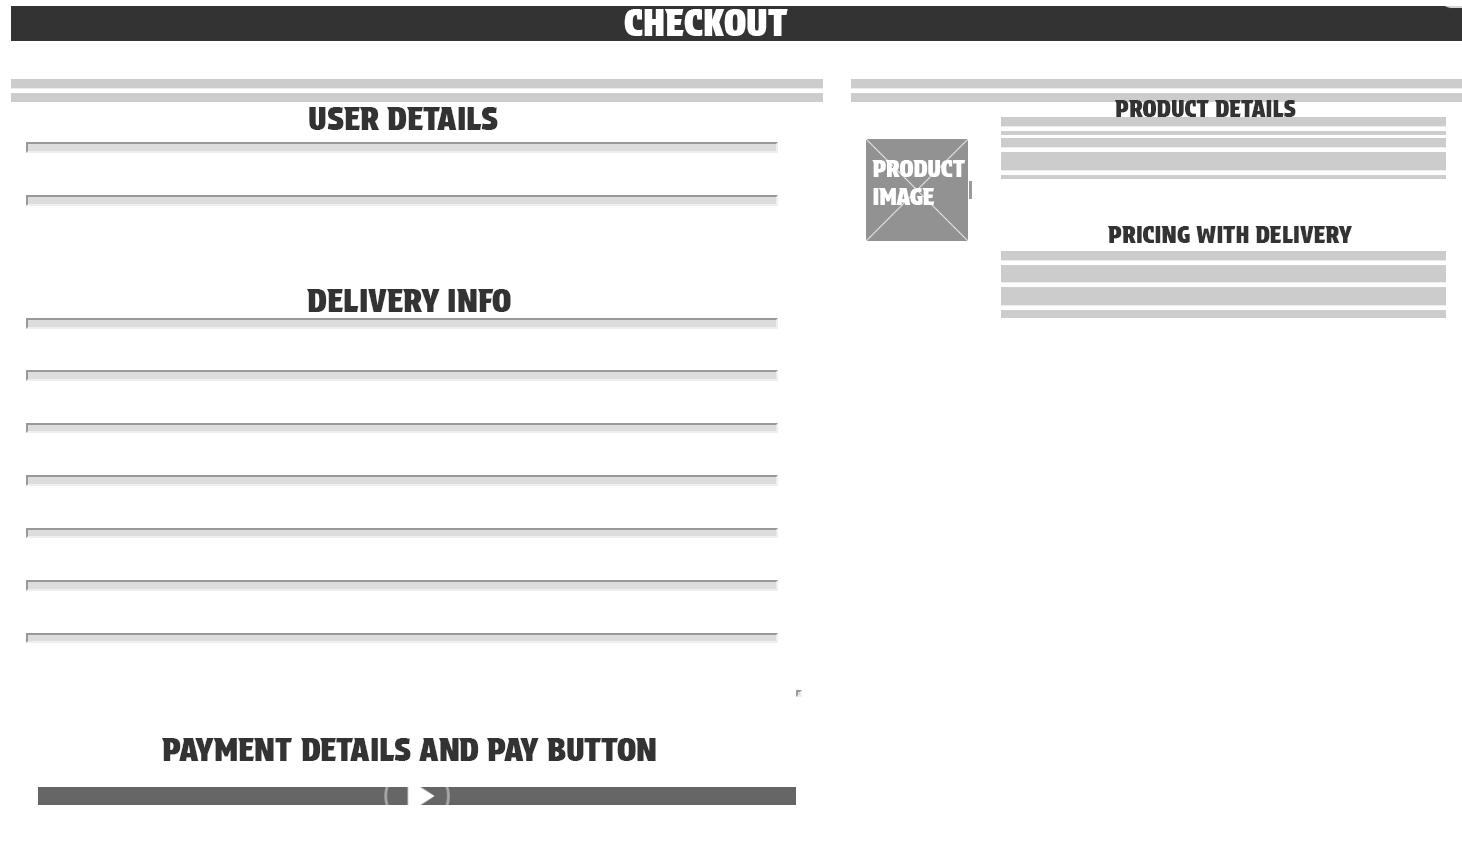 CHECKOUT
USER DETAILS
DELIVERY INFO
PAYMENT DETAILS AND PAY BUTTON
PRODUCT DETAILS
PRODUCT
IMAGE
PRICING WITH DELIVERY